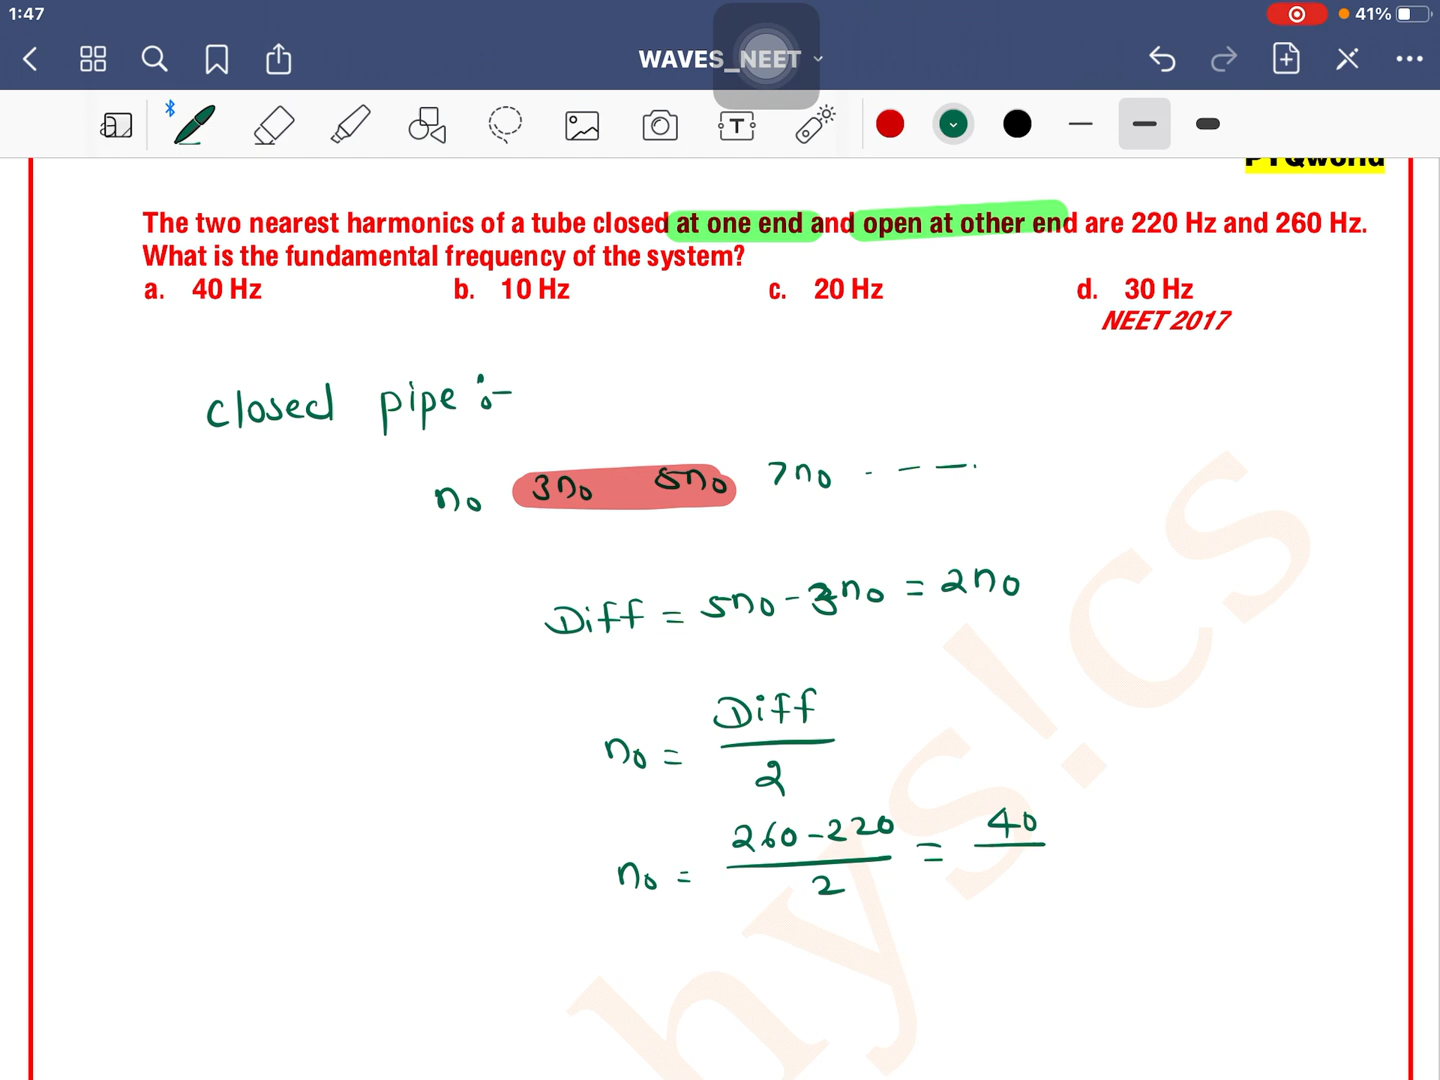 1:47
41%
WAVES_NEET
T
The two nearest harmonics of a tube closed at one end and open at other end are 220 Hz and 260 Hz.
What is the fundamental frequency of the system?
a. 40 Hz b. 10 Hz c. 20 Hz d. 30 Hz
NEET 2017
closed pipe :-
n₀ 3n₀ 5n₀ 7n₀ - - - .
Diff = 5n₀ - 3n₀ = 2n₀
n₀ = Diff / 2
n₀ = 260-220 / 2 = 40
hys!cs